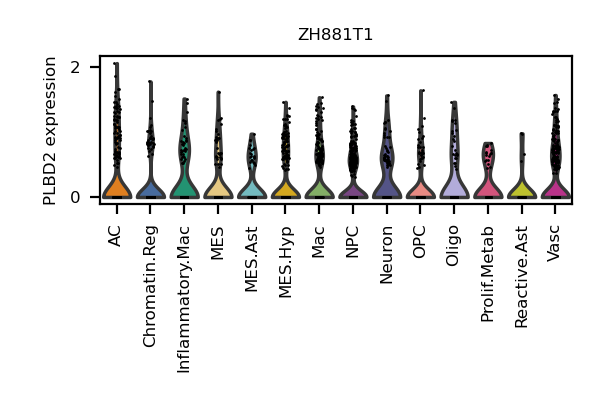 ZH881T1
PLBD2 expression
2
0
AC
Chromatin.Reg
Inflammatory.Mac
MES
MES.Ast
MES.Hyp
Mac
NPC
Neuron
OPC
Oligo
Prolif.Metab
Reactive.Ast
Vasc